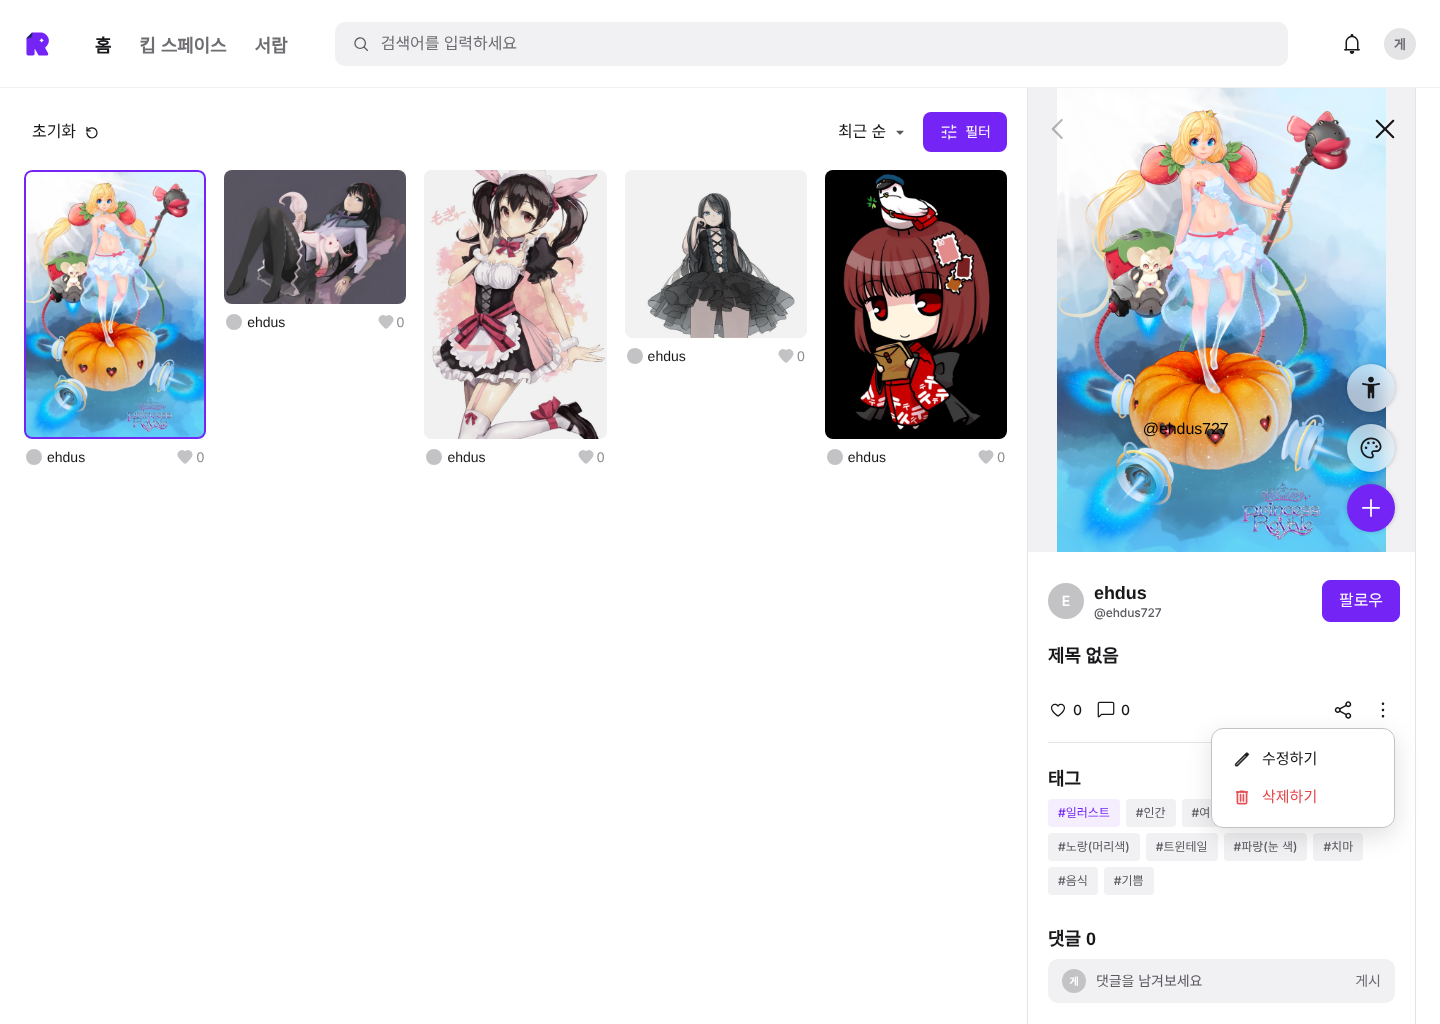 홈
킵 스페이스
서랍
검색어를 입력하세요
게
초기화
최근 순
필터
ehdus
0
ehdus
0
ehdus
0
ehdus
0
ehdus
0
@ehdus727
Princess Royale
E
ehdus
@ehdus727
팔로우
제목 없음
0
0
수정하기
삭제하기
태그
#일러스트
#인간
#여
#노랑(머리색)
#트윈테일
#파랑(눈 색)
#치마
#음식
#기쁨
댓글 0
게
댓글을 남겨보세요
게시